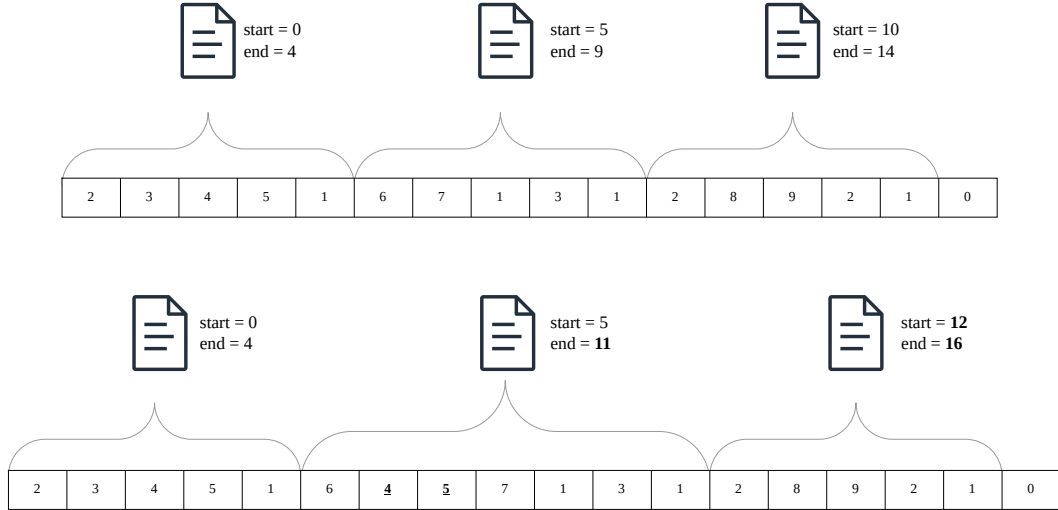 start = 0
end = 4
start = 5
end = 9
start = 10
end = 14
2 3 4 5 1 6 7 1 3 1 2 8 9 2 1 0
start = 0
end = 4
start = 5
end = 11
start = 12
end = 16
2 3 4 5 1 6 4 5 7 1 3 1 2 8 9 2 1 0